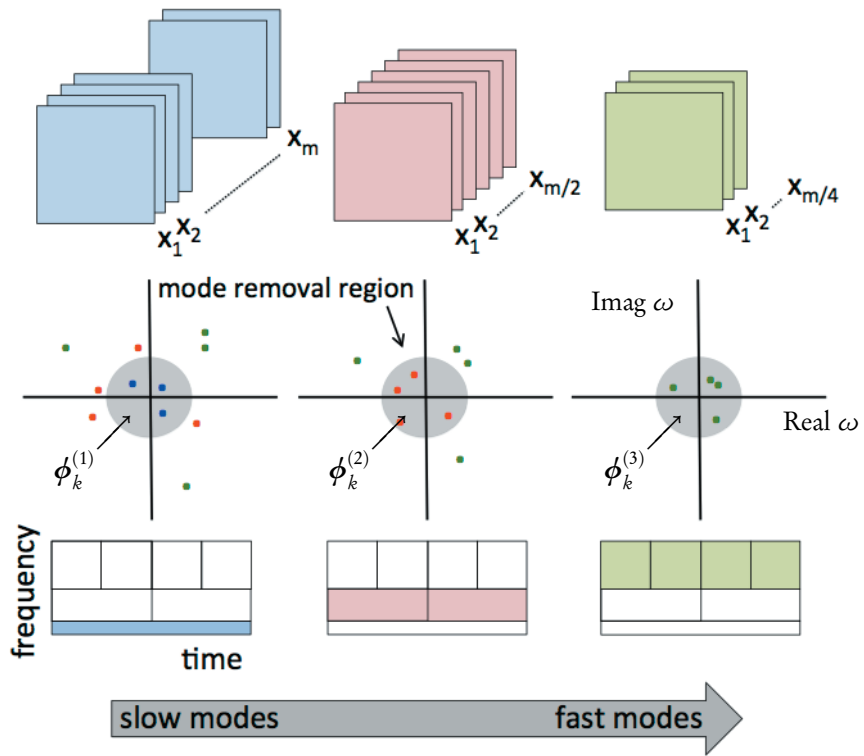 x_m
x_1 x_2
x_{m/2}
x_1 x_2
x_{m/4}
x_1 x_2
mode removal region
Imag ω
Real ω
ϕ_k^{(1)}
ϕ_k^{(2)}
ϕ_k^{(3)}
frequency
time
slow modes
fast modes